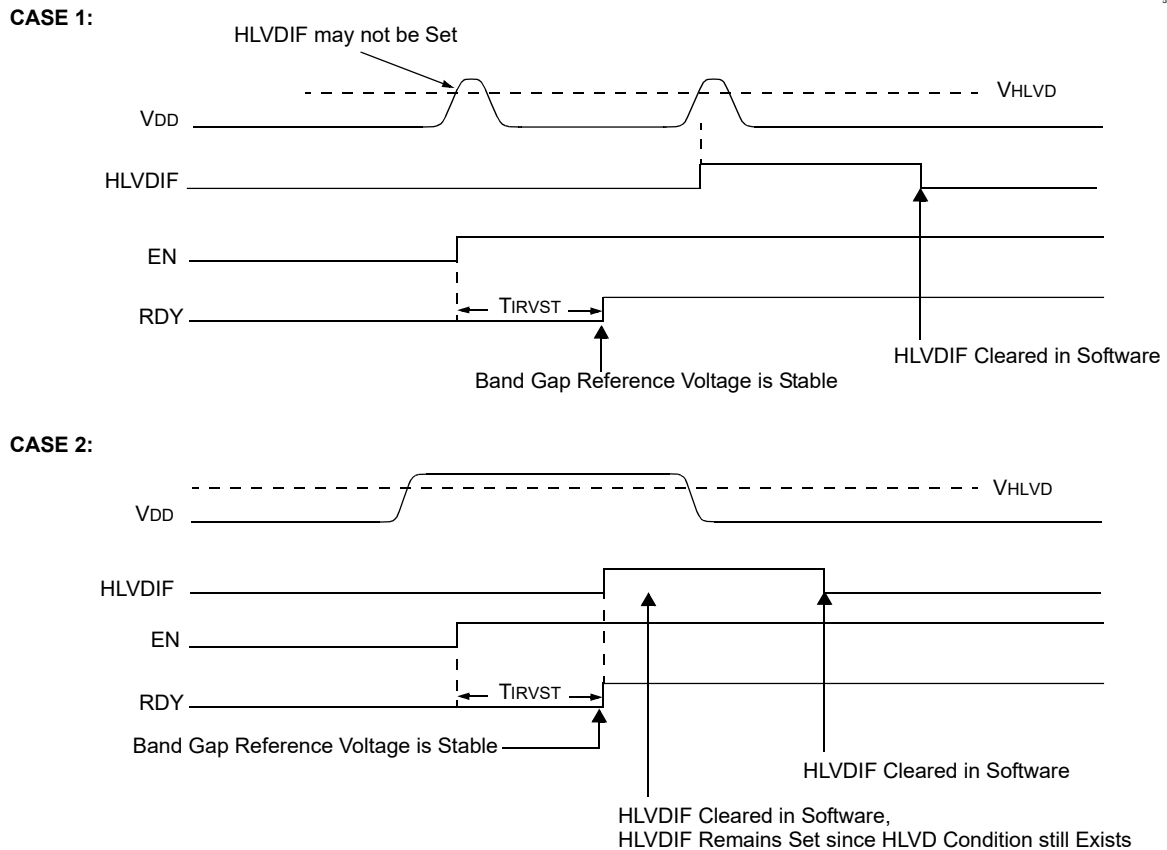 CASE 1:
HLVDIF may not be Set
VHLVD
VDD
HLVDIF
EN
TIRVST
RDY
HLVDIF Cleared in Software
Band Gap Reference Voltage is Stable
CASE 2:
VHLVD
VDD
HLVDIF
EN
TIRVST
RDY
Band Gap Reference Voltage is Stable
HLVDIF Cleared in Software
HLVDIF Cleared in Software,
HLVDIF Remains Set since HLVD Condition still Exists